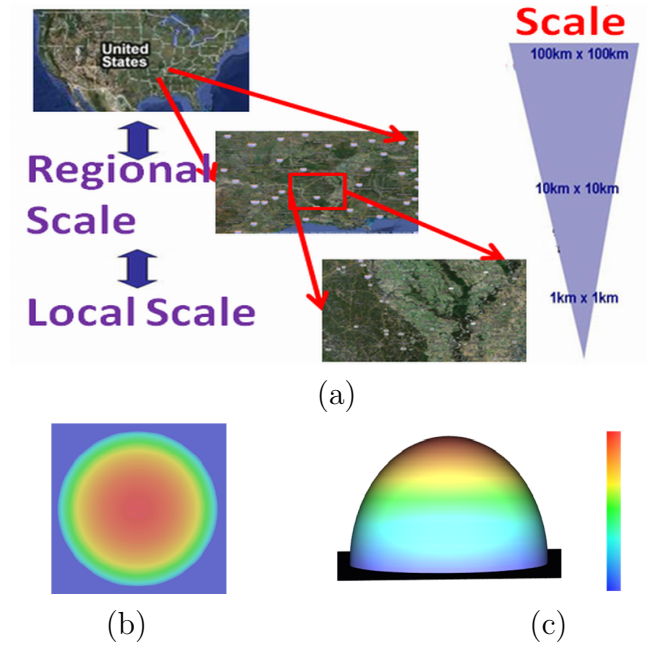 Scale
100km x 100km
United
States
Regional
Scale
10km x 10km
Local Scale
1km x 1km
(a)
(b)
(c)